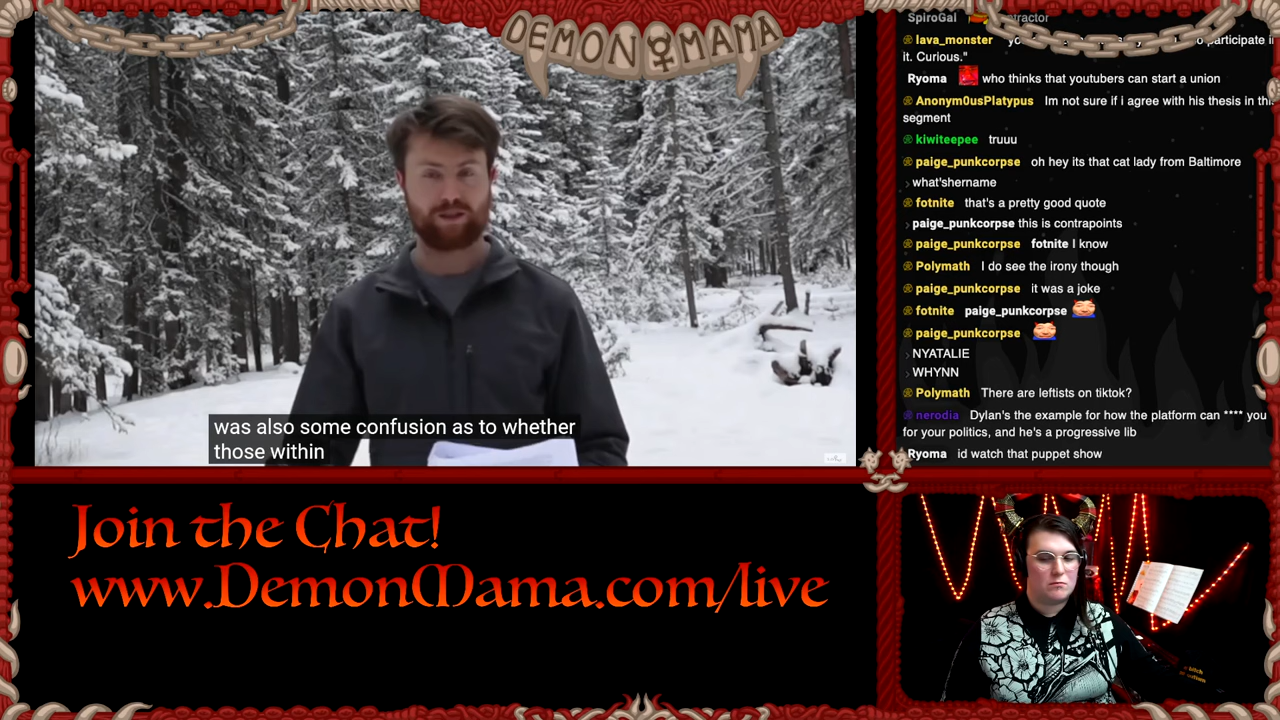 DEMON MAMA
SpiroGal
lava_monster
participate
it. Curious."
Ryoma who thinks that youtubers can start a union
Anonym0usPlatypus Im not sure if i agree with his thesis in
segment
kiwiteepee truuu
paige_punkcorpse oh hey its that cat lady from Baltimore
what'shername
fotnite that's a pretty good quote
paige_punkcorpse this is contrapoints
paige_punkcorpse fotnite I know
Polymath I do see the irony though
paige_punkcorpse it was a joke
fotnite paige_punkcorpse
paige_punkcorpse
NYATALIE
WHYNN
Polymath There are leftists on tiktok?
nerodia Dylan's the example for how the platform can **** you
for your politics, and he's a progressive lib
Ryoma id watch that puppet show
was also some confusion as to whether
those within
Join the Chat!
www.DemonMama.com/live